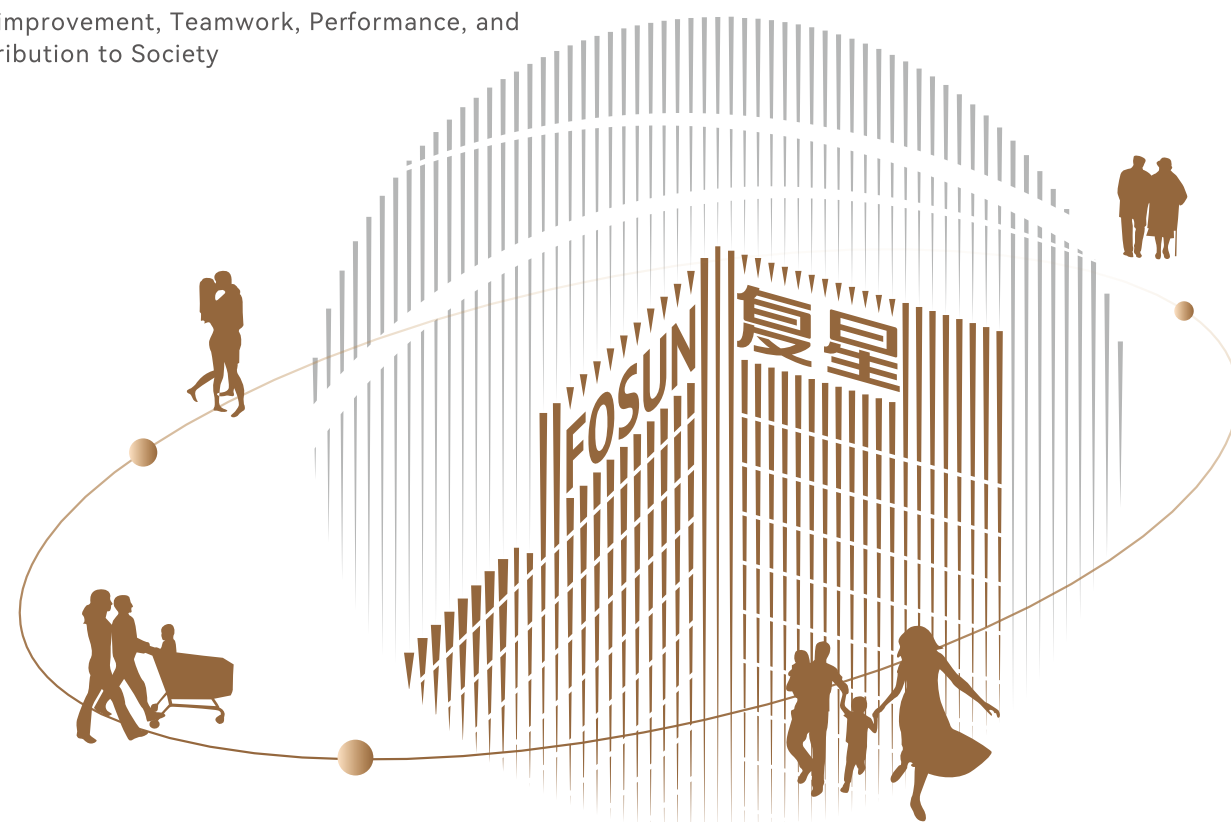 improvement, Teamwork, Performance, and
ribution to Society
FOSUN 复星